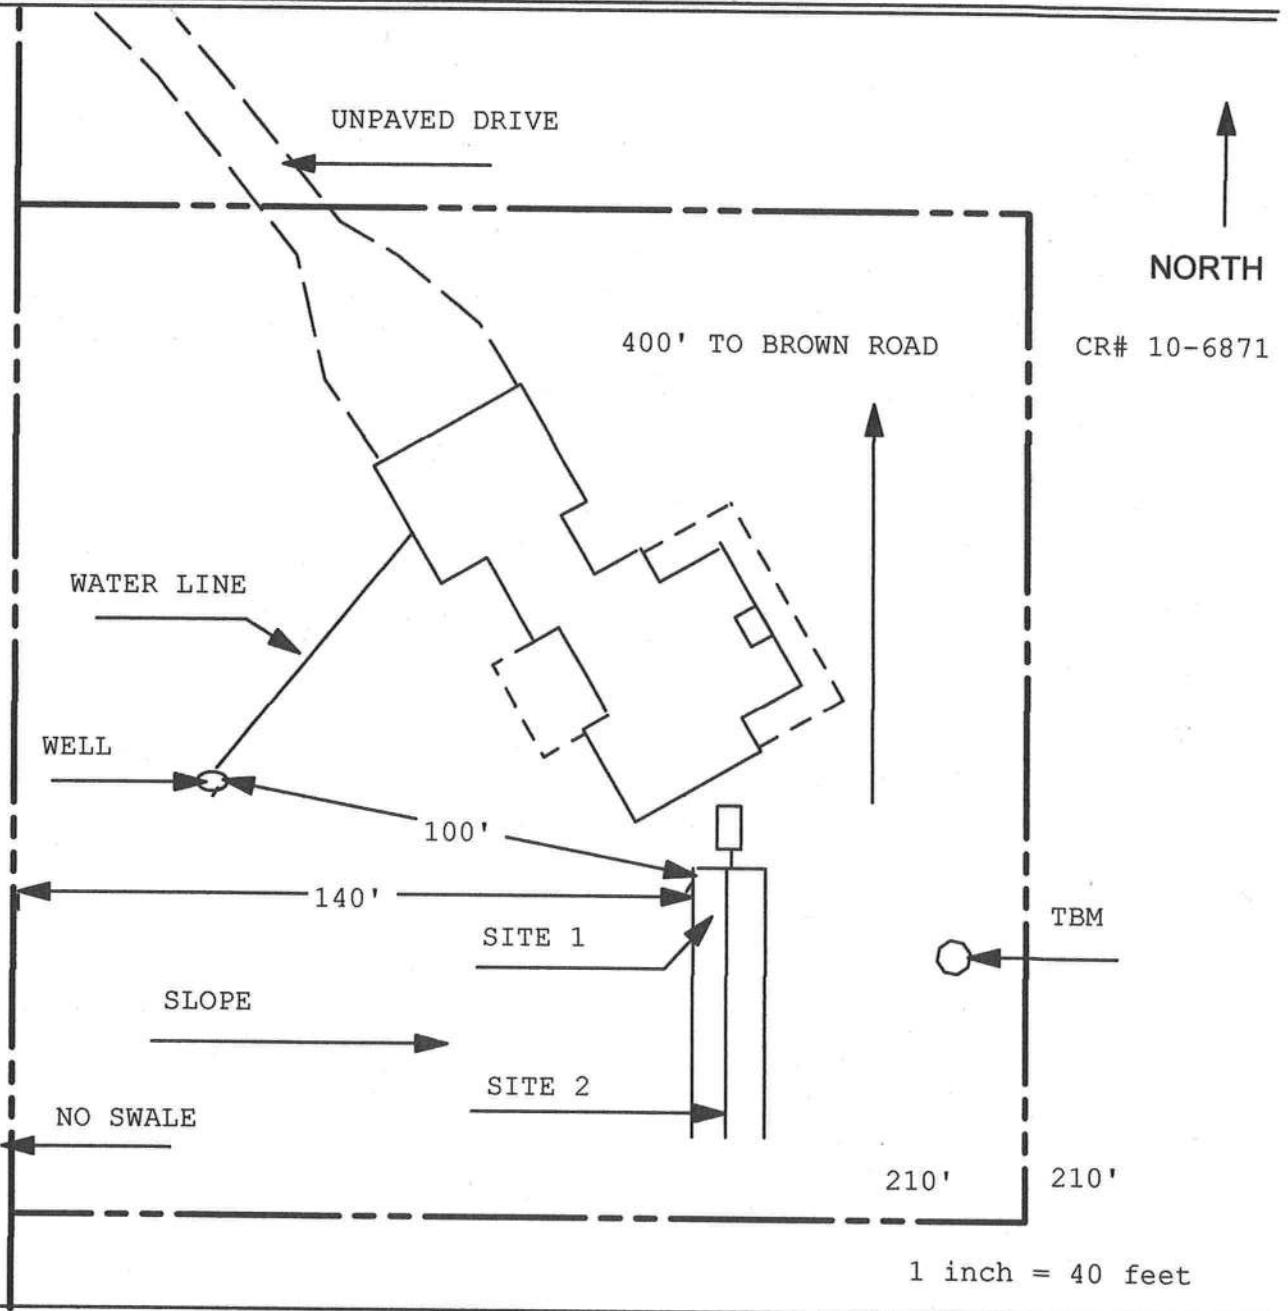 UNPAVED DRIVE
NORTH
400' TO BROWN ROAD
CR# 10-6871
WATER LINE
WELL
100'
140'
TBM
SITE 1
SLOPE
SITE 2
NO SWALE
210'
210'
1 inch = 40 feet